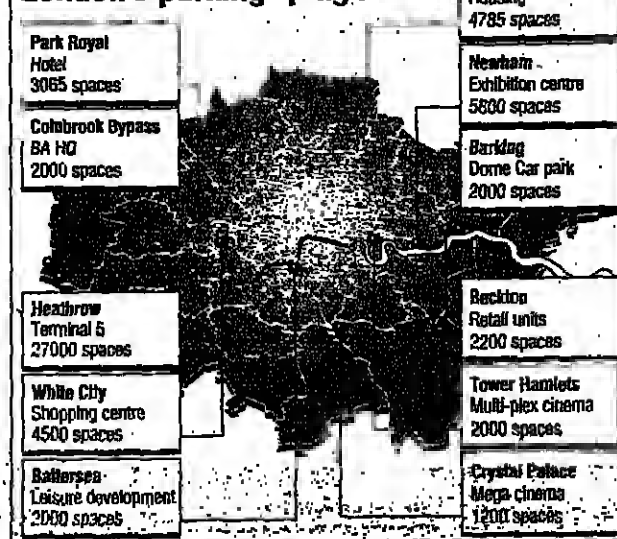 Park Royal
Hotel
3065 spaces
Colnbrook Bypass
BA HQ
2000 spaces
Heathrow
Terminal 5
27000 spaces
White City
Shopping centre
4500 spaces
Battersea
Leisure development
2000 spaces
Housing
4785 spaces
Newham
Exhibition centre
5800 spaces
Barking
Dome Car park
2000 spaces
Beckton
Retail units
2200 spaces
Tower Hamlets
Multi-plex cinema
2000 spaces
Crystal Palace
Mega cinema
1200 spaces